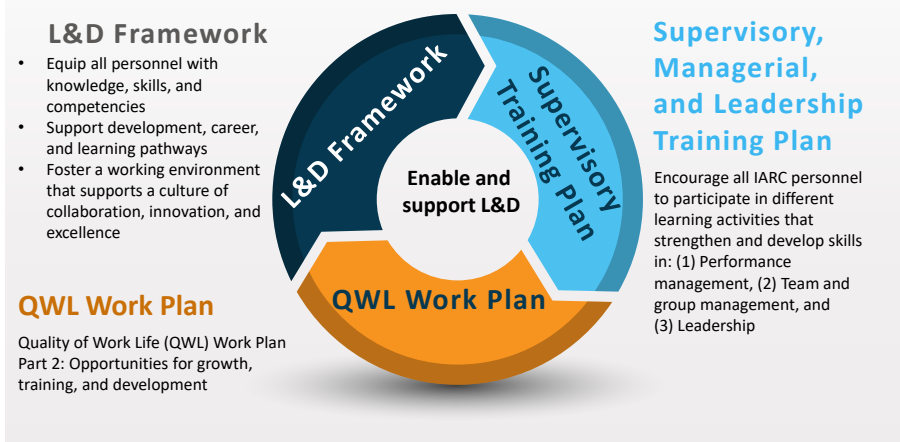 L&D Framework
• Equip all personnel with
knowledge, skills, and
competencies
• Support development, career,
and learning pathways
• Foster a working environment
that supports a culture of
collaboration, innovation, and
excellence
QWL Work Plan
Quality of Work Life (QWL) Work Plan
Part 2: Opportunities for growth,
training, and development
L&D Framework
Supervisory
Training Plan
Enable and
support L&D
QWL Work Plan
Supervisory,
Managerial,
and Leadership
Training Plan
Encourage all IARC personnel
to participate in different
learning activities that
strengthen and develop skills
in: (1) Performance
management, (2) Team and
group management, and
(3) Leadership